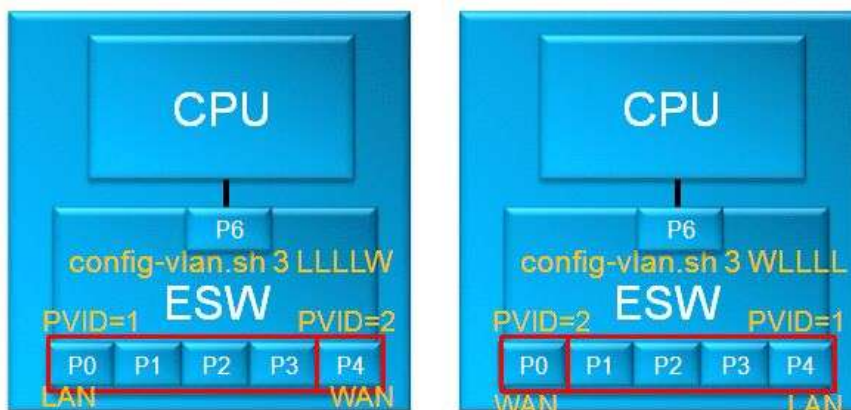 CPU
P6
config-vlan.sh 3 LLLLW
ESW
PVID=1 PVID=2
P0 P1 P2 P3 P4
LAN WAN
CPU
P6
config-vlan.sh 3 WLLLL
ESW
PVID=2 PVID=1
P0 P1 P2 P3 P4
WAN LAN